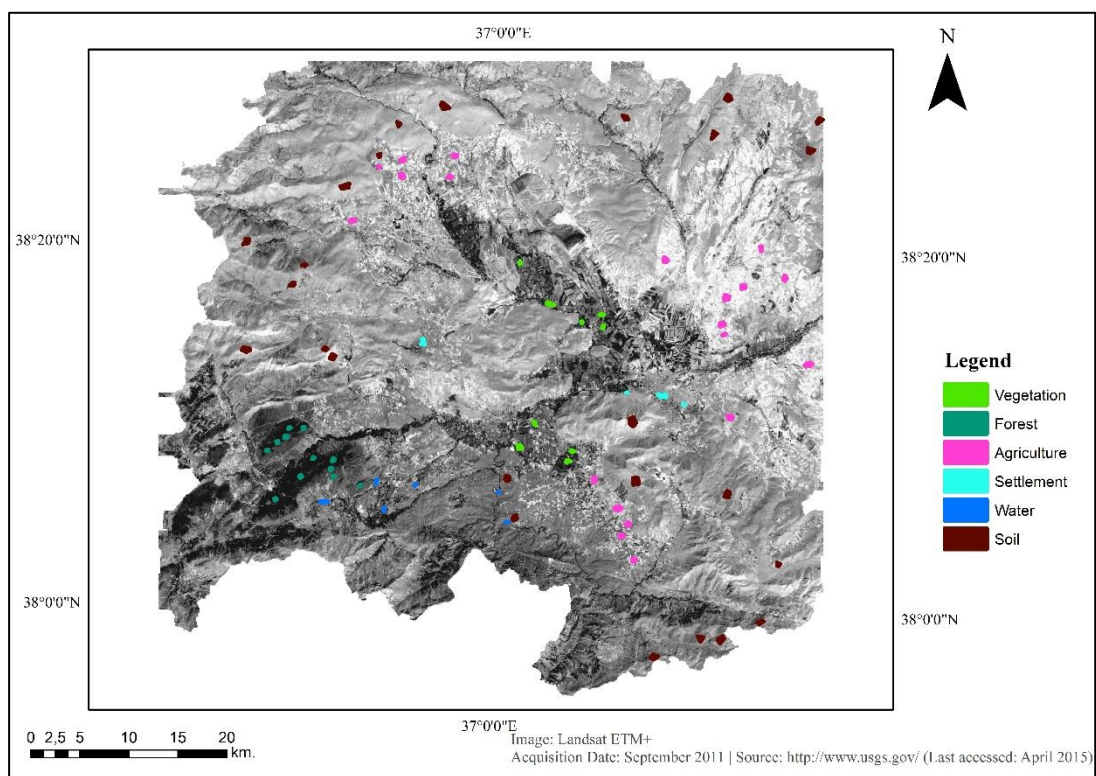 37°0'0"E
N
38°20'0"N
38°20'0"N
Legend
Vegetation
Forest
Agriculture
Settlement
Water
Soil
38°0'0"N
38°0'0"N
37°0'0"E
0 2,5 5 10 15 20
km.
Image: Landsat ETM+
Acquisition Date: September 2011 | Source: http://www.usgs.gov/ (Last accessed: April 2015)